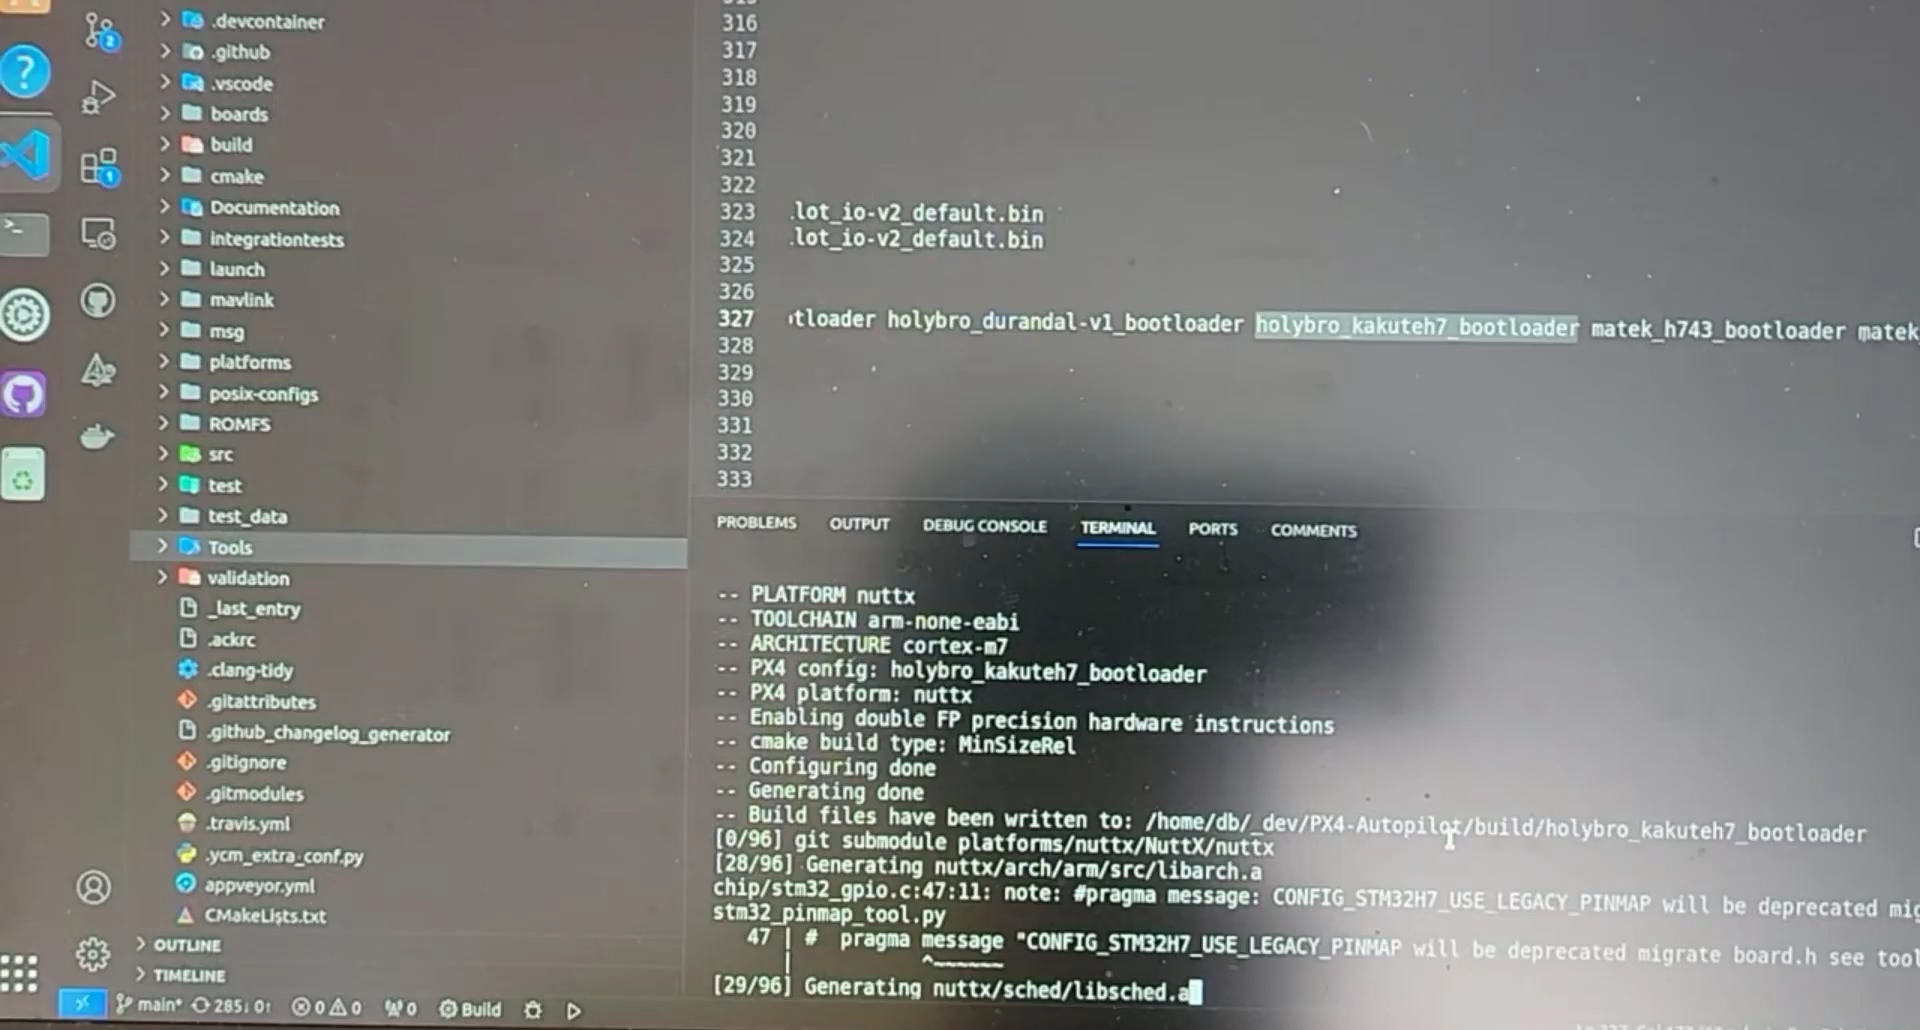 .devcontainer
.github
.vscode
boards
build
cmake
Documentation
integrationtests
launch
mavlink
msg
platforms
posix-configs
ROMFS
src
test
test_data
Tools
validation
_last_entry
.ackrc
.clang-tidy
.gitattributes
.github_changelog_generator
.gitignore
.gitmodules
.travis.yml
.ycm_extra_conf.py
appveyor.yml
CMakeLists.txt
OUTLINE
TIMELINE
2
1
316
317
318
319
320
321
322
323 .lot_io-v2_default.bin
324 .lot_io-v2_default.bin
325
326
327 tloader holybro_durandal-v1_bootloader holybro_kakuteh7_bootloader matek_h743_bootloader matek
328
329
330
331
332
333
PROBLEMS OUTPUT DEBUG CONSOLE TERMINAL PORTS COMMENTS
-- PLATFORM nuttx
-- TOOLCHAIN arm-none-eabi
-- ARCHITECTURE cortex-m7
-- PX4 config: holybro_kakuteh7_bootloader
-- PX4 platform: nuttx
-- Enabling double FP precision hardware instructions
-- cmake build type: MinSizeRel
-- Configuring done
-- Generating done
-- Build files have been written to: /home/db/_dev/PX4-Autopilot/build/holybro_kakuteh7_bootloader
[0/96] git submodule platforms/nuttx/NuttX/nuttx
[28/96] Generating nuttx/arch/arm/src/libarch.a
chip/stm32_gpio.c:47:11: note: #pragma message: CONFIG_STM32H7_USE_LEGACY_PINMAP will be deprecated mig
stm32_pinmap_tool.py
47 | # pragma message "CONFIG_STM32H7_USE_LEGACY_PINMAP will be deprecated migrate board.h see tool
| ^~~~~~~
[29/96] Generating nuttx/sched/libsched.a
main* 285↓ 0↑ 0 0 0 Build